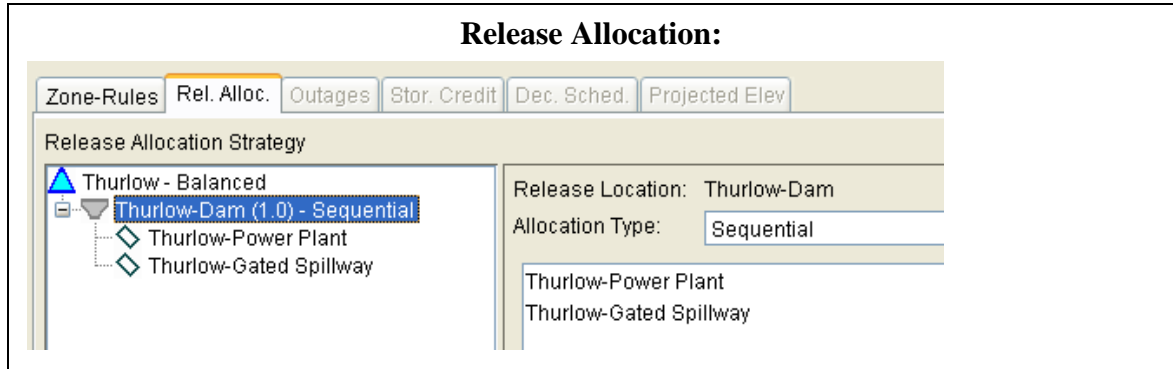 Release Allocation:
Zone-Rules Rel. Alloc. Outages Stor. Credit Dec. Sched. Projected Elev
Release Allocation Strategy
Thurlow - Balanced
Thurlow-Dam (1.0) - Sequential
Thurlow-Power Plant
Thurlow-Gated Spillway
Release Location: Thurlow-Dam
Allocation Type: Sequential
Thurlow-Power Plant
Thurlow-Gated Spillway